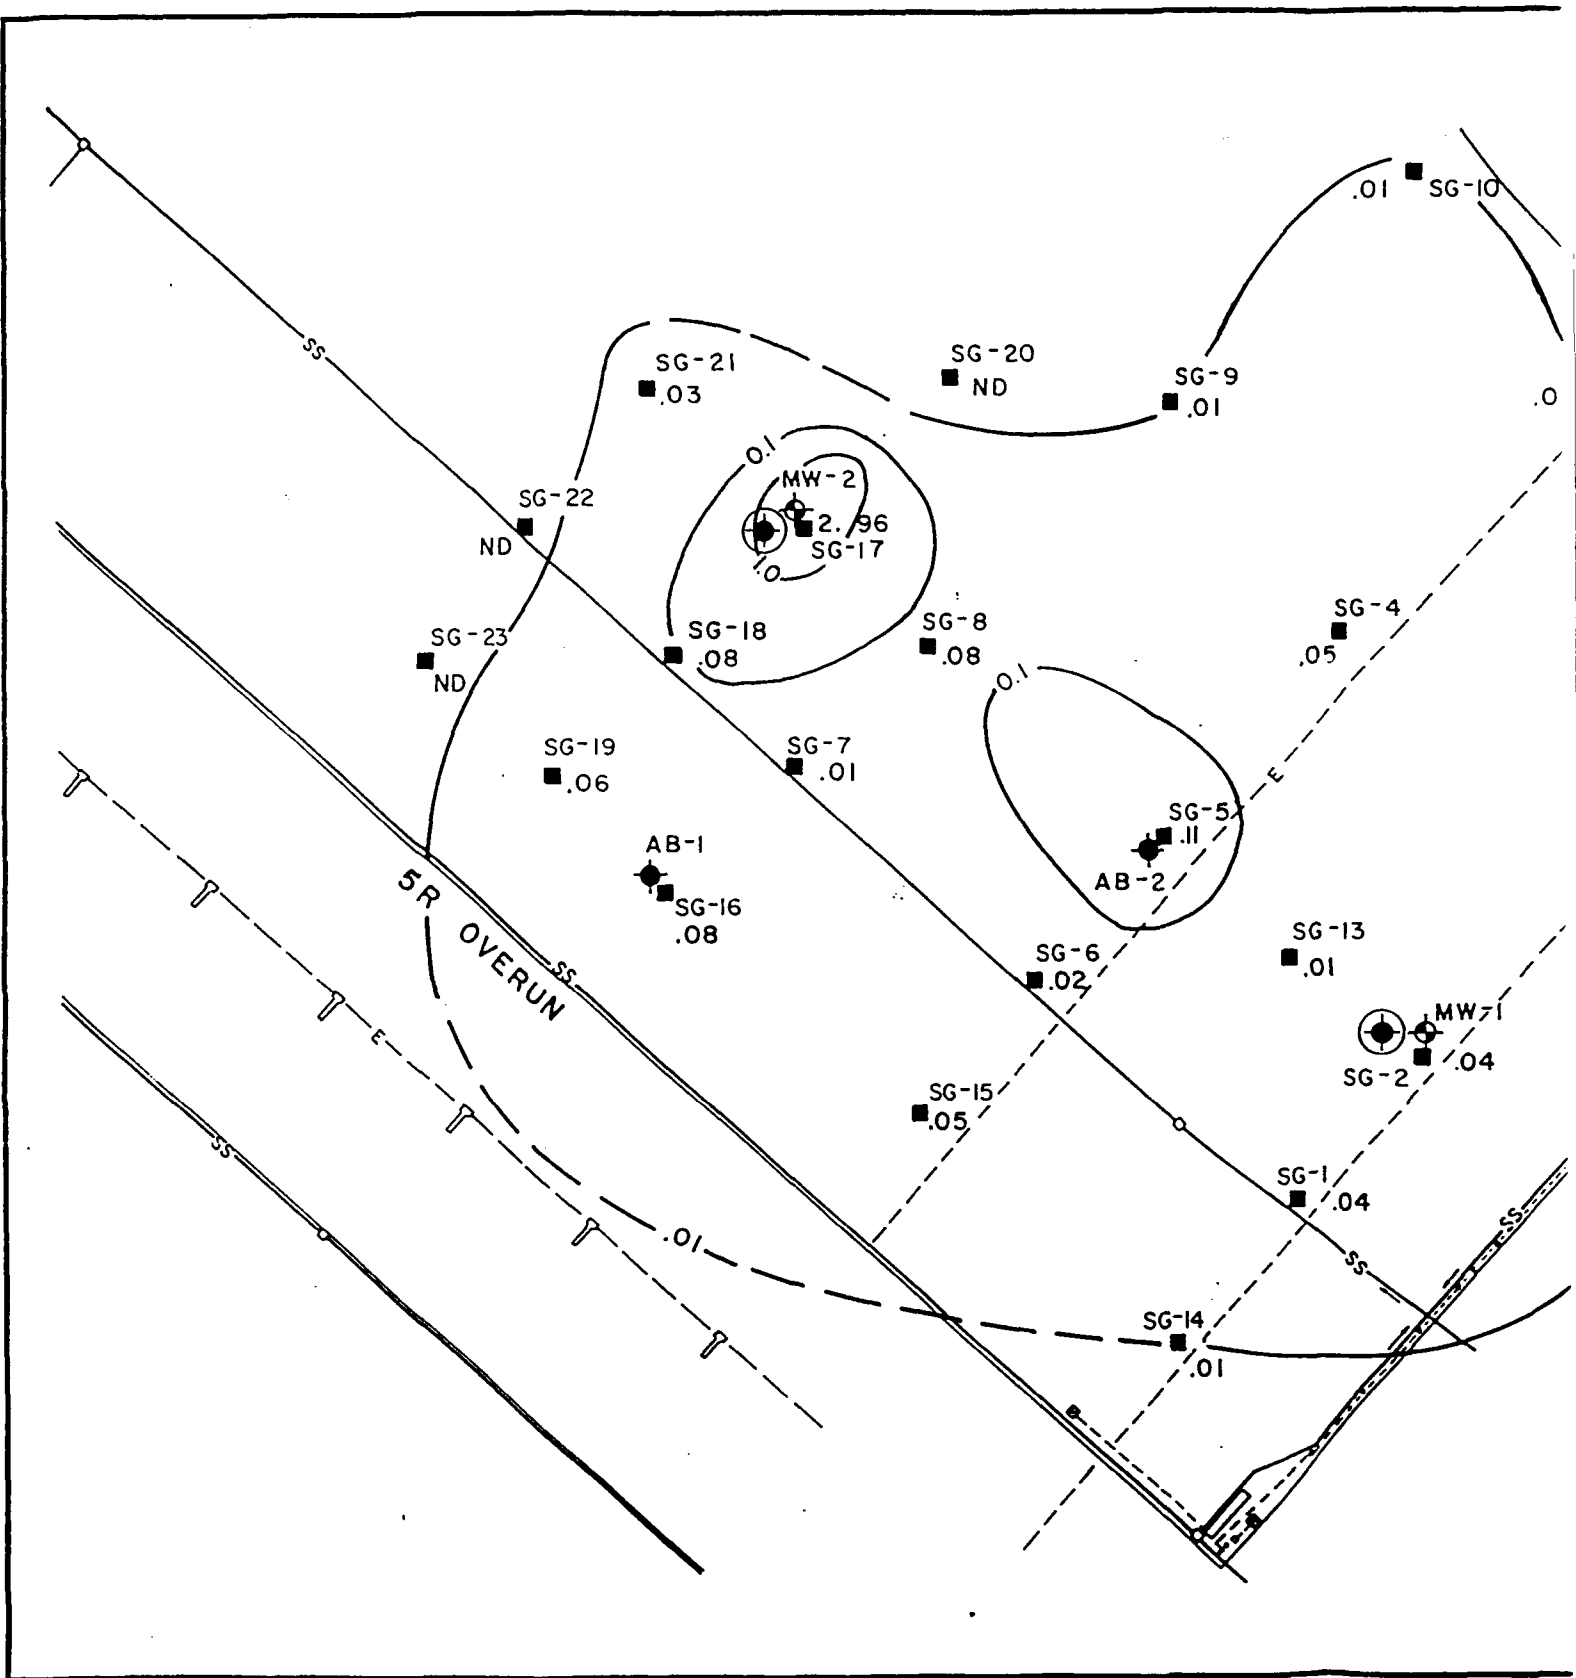 .01
SG-10
SS
SG-21
.03
SG-20
ND
SG-9
.01
.0
0.1
MW-2
2.96
SG-17
1.0
SG-22
ND
SG-23
ND
SG-18
.08
SG-8
.08
SG-4
.05
0.1
SG-19
.06
SG-7
.01
E
SG-5
.11
AB-2
AB-1
SG-16
.08
5R OVERUN
SS
SG-6
.02
SG-13
.01
MW-1
SG-2
.04
E
SG-15
.05
SS
SG-1
.04
SS
SS
.01
SG-14
.01